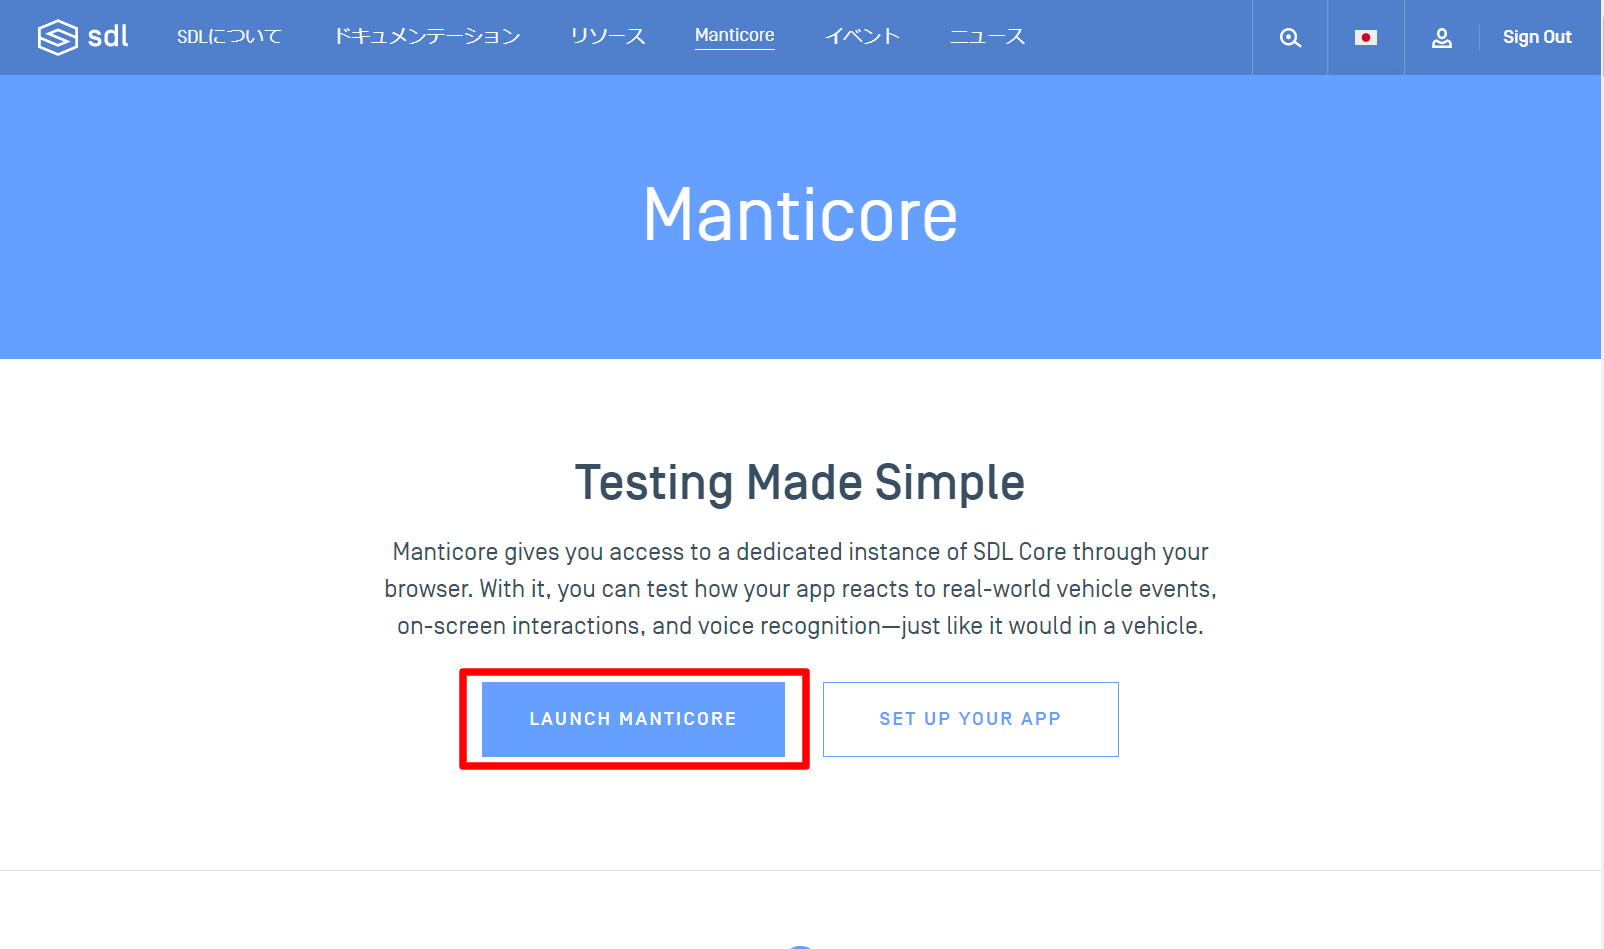 sdl
SDLについて
ドキュメンテーション
リソース
Manticore
イベント
ニュース
Sign Out
Manticore
Testing Made Simple
Manticore gives you access to a dedicated instance of SDL Core through your
browser. With it, you can test how your app reacts to real-world vehicle events,
on-screen interactions, and voice recognition—just like it would in a vehicle.
LAUNCH MANTICORE
SET UP YOUR APP